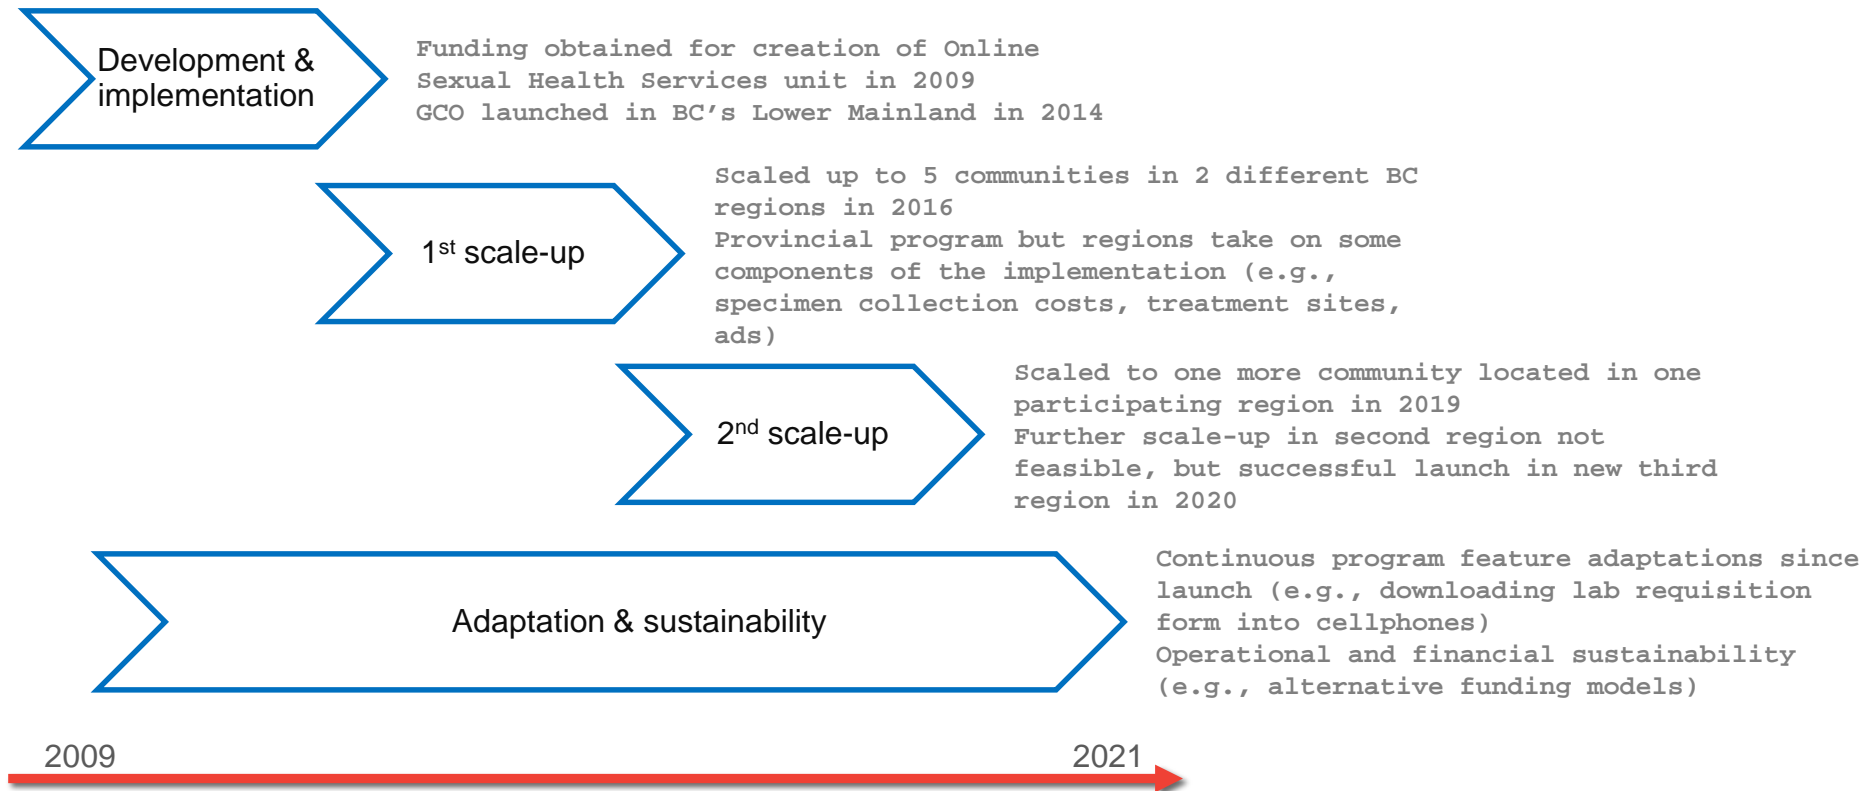 Development &
implementation
Funding obtained for creation of Online
Sexual Health Services unit in 2009
GCO launched in BC’s Lower Mainland in 2014
1st scale-up
Scaled up to 5 communities in 2 different BC
regions in 2016
Provincial program but regions take on some
components of the implementation (e.g.,
specimen collection costs, treatment sites,
ads)
2nd scale-up
Scaled to one more community located in one
participating region in 2019
Further scale-up in second region not
feasible, but successful launch in new third
region in 2020
Adaptation & sustainability
Continuous program feature adaptations since
launch (e.g., downloading lab requisition
form into cellphones)
Operational and financial sustainability
(e.g., alternative funding models)
2009
2021